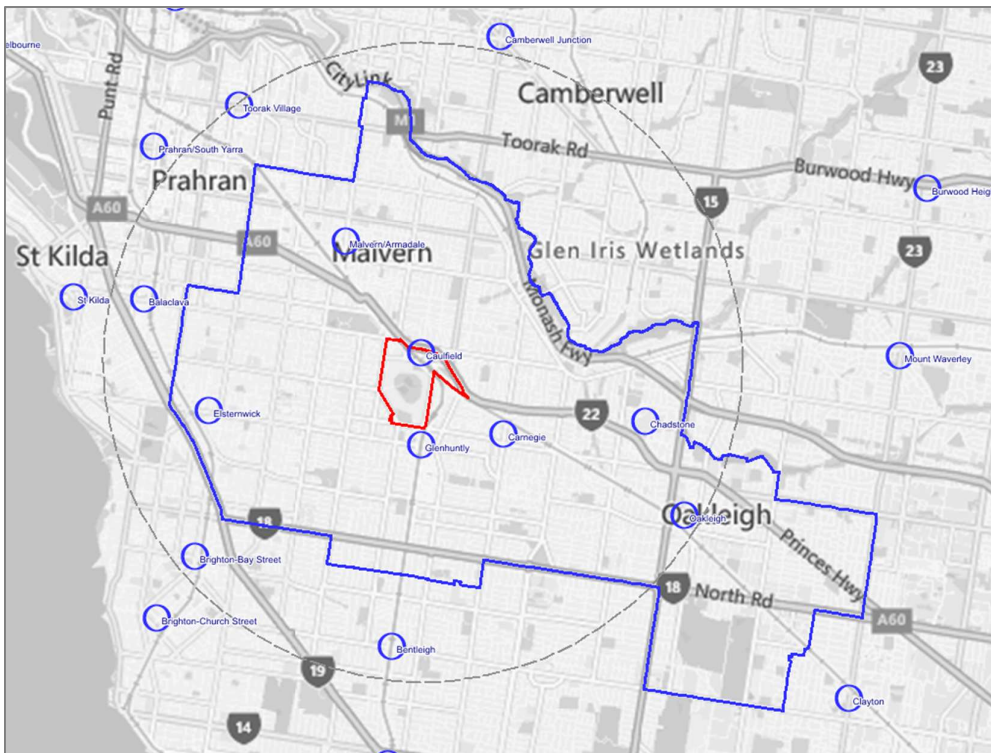 Camberwell Junction
elbourne
CityLink
23
Punt Rd
Camberwell
Toorak Village
M1
Toorak Rd
Prahran/South Yarra
Burwood Hwy
Prahran
Burwood Heig
15
A60
A60
Malvern/Armadale
Malvern
Glen Iris Wetlands
23
St Kilda
St Kilda
Balaclava
Monash Fwy
Caulfield
Mount Waverley
Elsternwick
22
Chadstone
Carnegie
Glenhuntly
Oakleigh
Oakleigh
18
Princes Hwy
Brighton-Bay Street
18
North Rd
A60
Brighton-Church Street
Bentleigh
19
Clayton
14